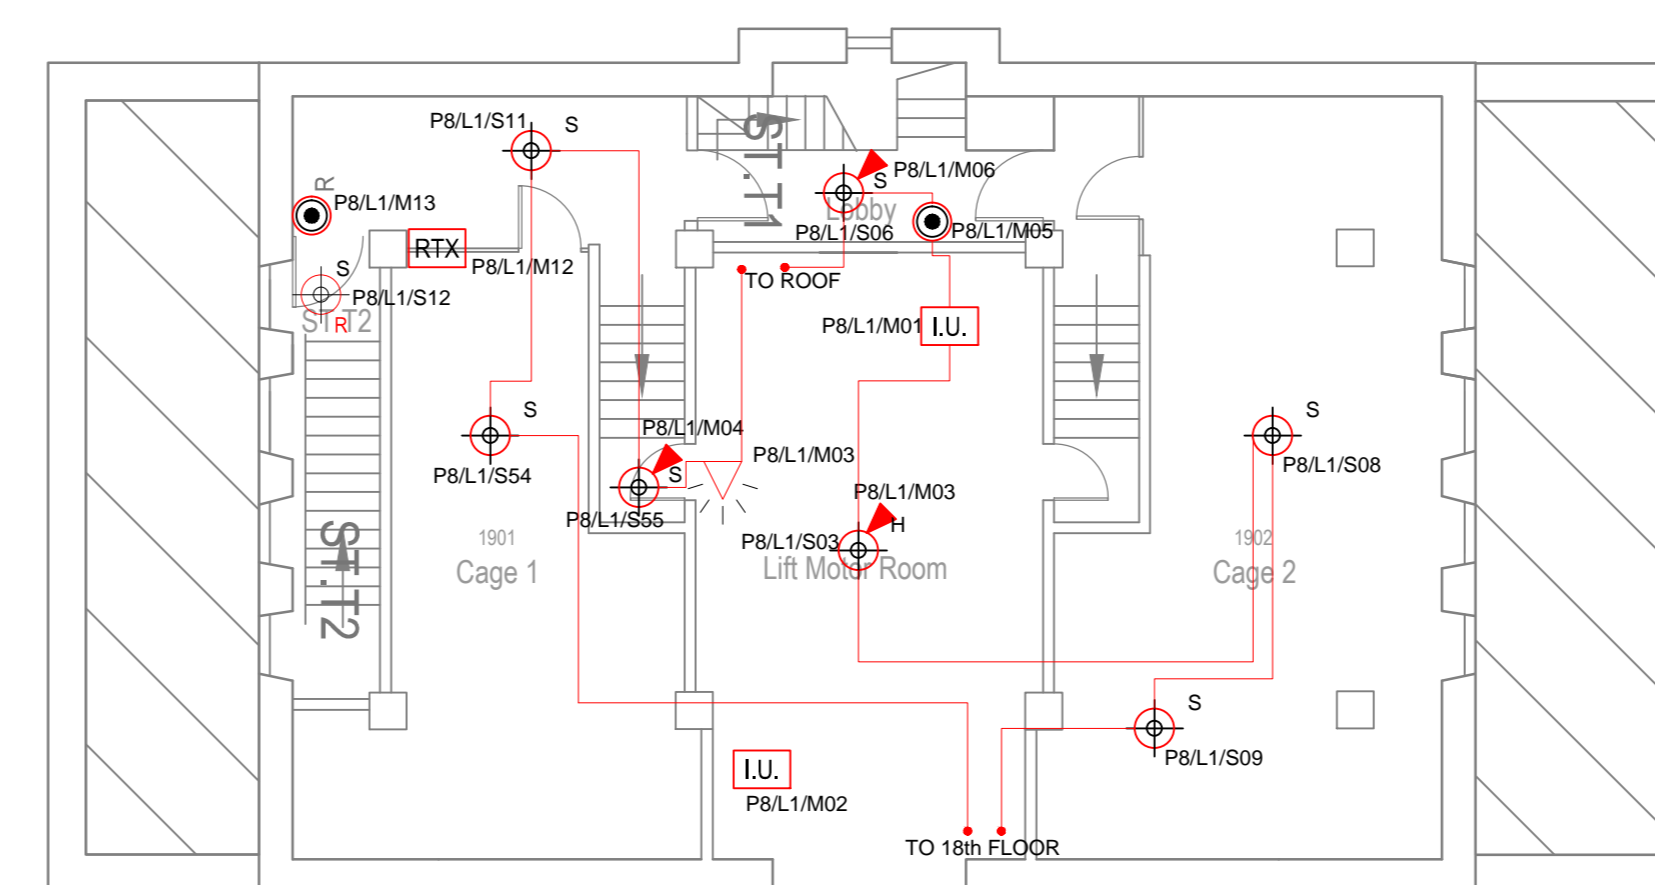 P8/L1/S11
S
ST.T1
P8/L1/M06
S
R
P8/L1/M13
Lobby
P8/L1/S06
P8/L1/M05
RTX
P8/L1/M12
S
P8/L1/S12
TO ROOF
ST.T2
R
P8/L1/M01
I.U.
S
S
P8/L1/M04
P8/L1/M03
P8/L1/S08
P8/L1/S54
S
P8/L1/M03
P8/L1/S55
H
ST.T2
1901
P8/L1/S03
1902
Cage 1
Lift Motor Room
Cage 2
S
P8/L1/S09
I.U.
P8/L1/M02
TO 18th FLOOR